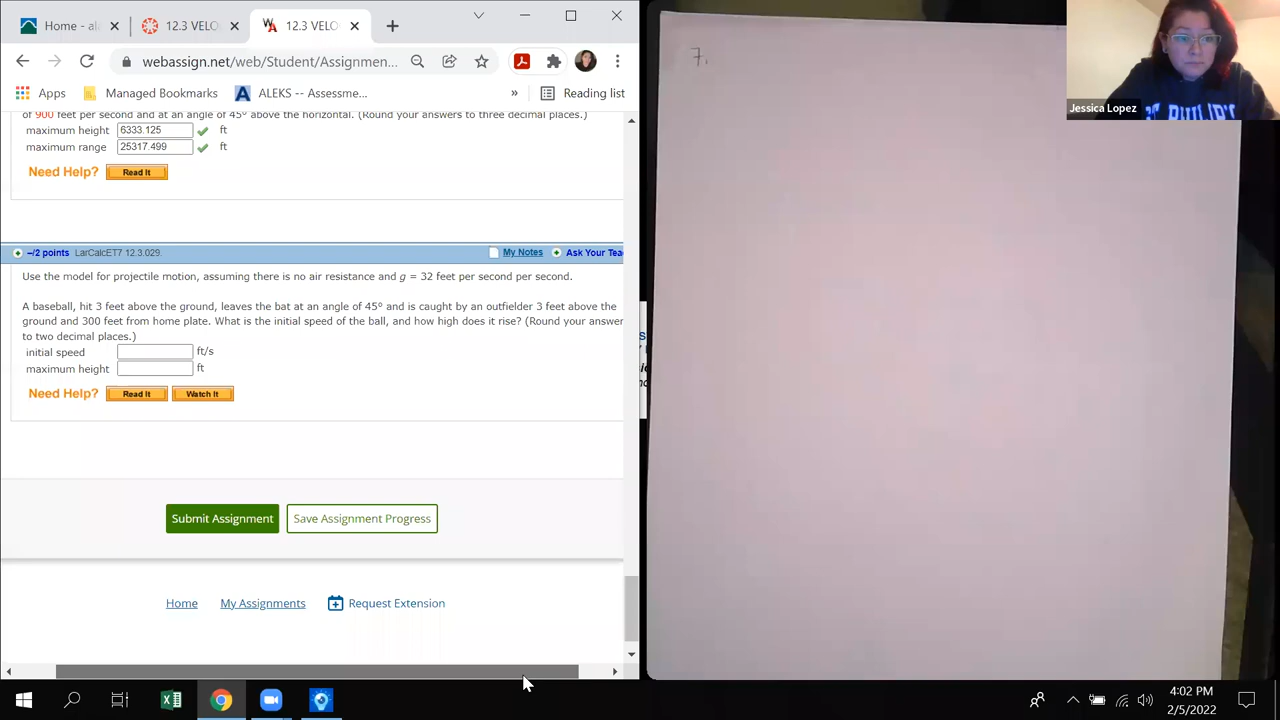 Home - al
12.3 VELO
12.3 VELO
webassign.net/web/Student/Assignmen...
Apps
Managed Bookmarks
ALEKS -- Assessme...
»
Reading list
of 900 feet per second and at an angle of 45° above the horizontal. (Round your answers to three decimal places.)
maximum height 6333.125 ft
maximum range 25317.499 ft
Need Help? Read It
–/2 points LarCalcET7 12.3.029.
My Notes
Ask Your Tea
Use the model for projectile motion, assuming there is no air resistance and g = 32 feet per second per second.
A baseball, hit 3 feet above the ground, leaves the bat at an angle of 45° and is caught by an outfielder 3 feet above the
ground and 300 feet from home plate. What is the initial speed of the ball, and how high does it rise? (Round your answer
to two decimal places.)
initial speed ft/s
maximum height ft
Need Help? Read It Watch It
Submit Assignment
Save Assignment Progress
Home
My Assignments
Request Extension
7.
Jessica Lopez
ST. PHILIP'S
4:02 PM
2/5/2022